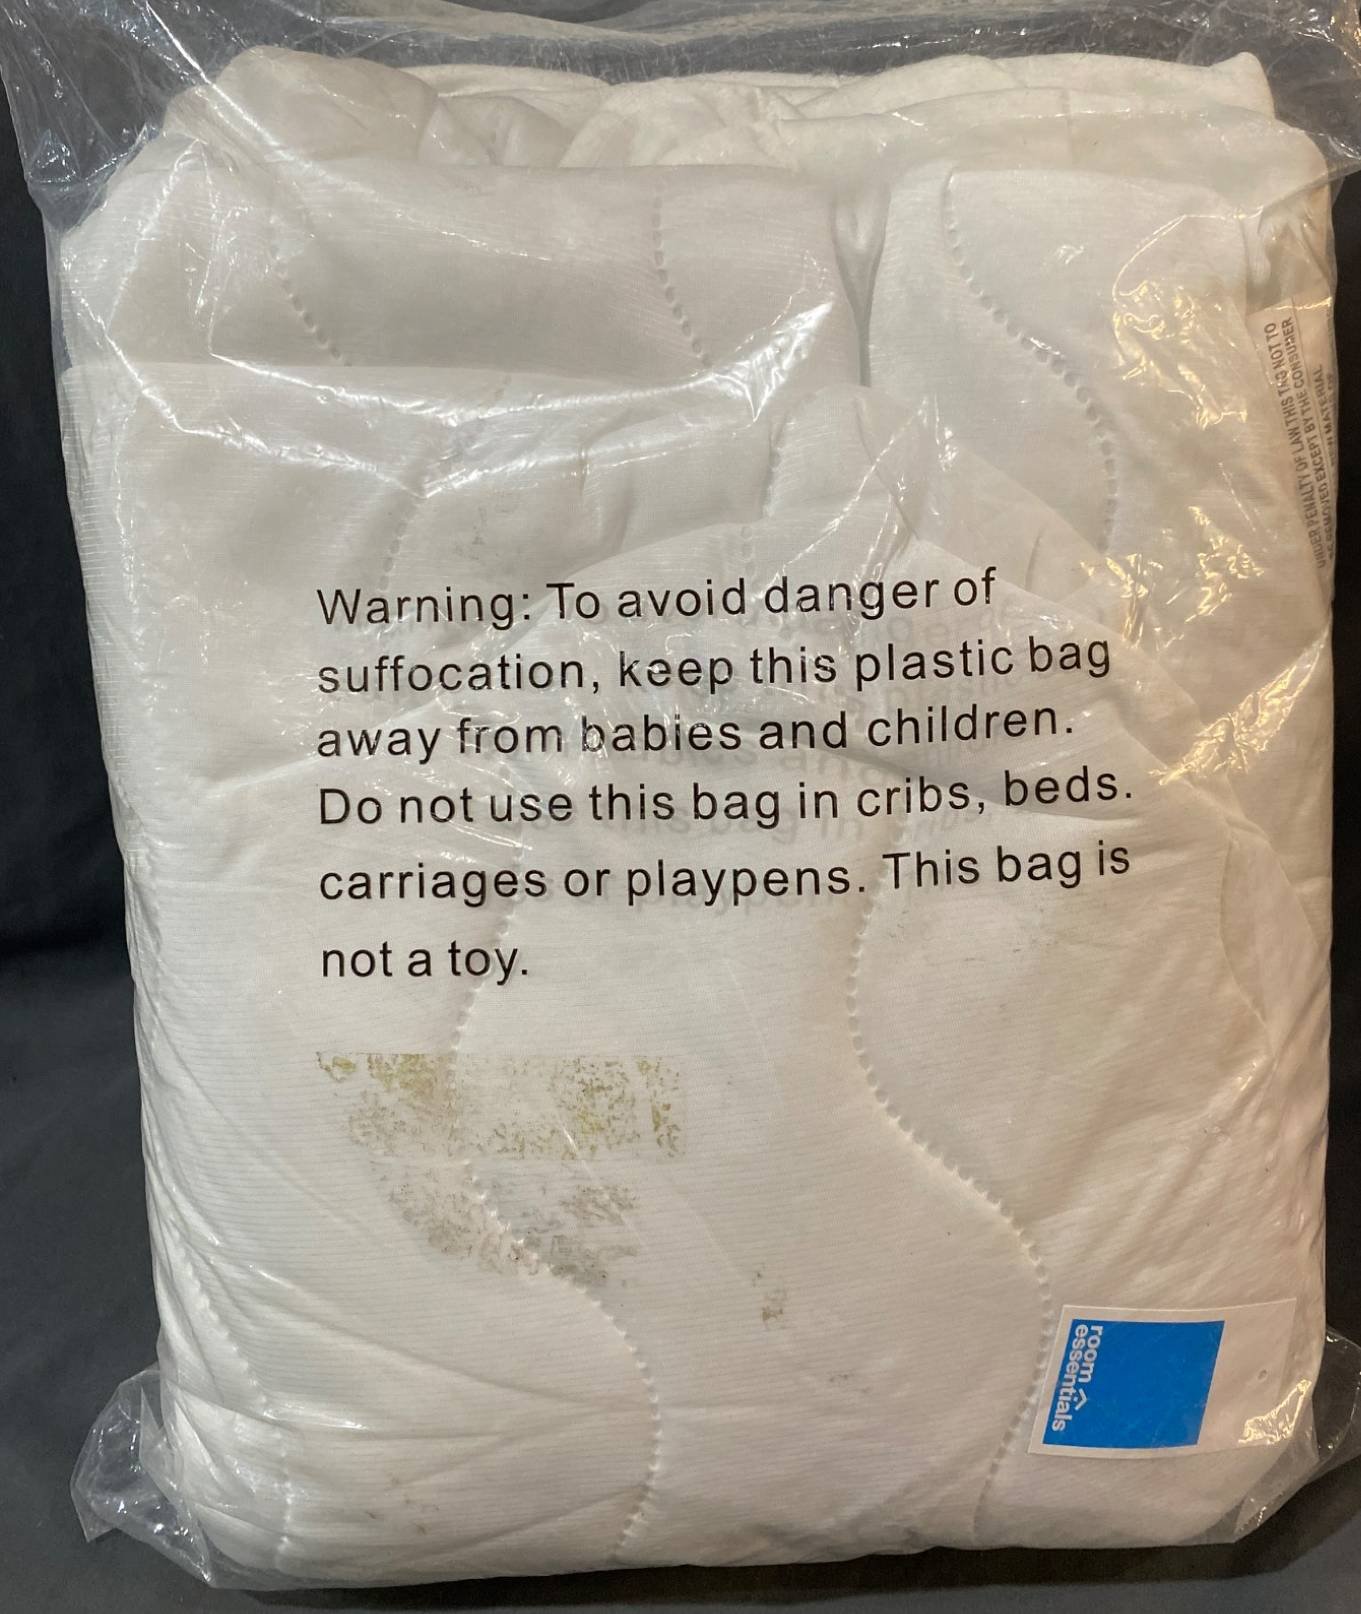 Warning: To avoid danger of
suffocation, keep this plastic bag
away from babies and children.
Do not use this bag in cribs, beds.
carriages or playpens. This bag is
not a toy.
UNDER PENALTY OF LAW THIS TAG NOT TO
BE REMOVED EXCEPT BY THE CONSUMER
MATERIAL
room
essentials